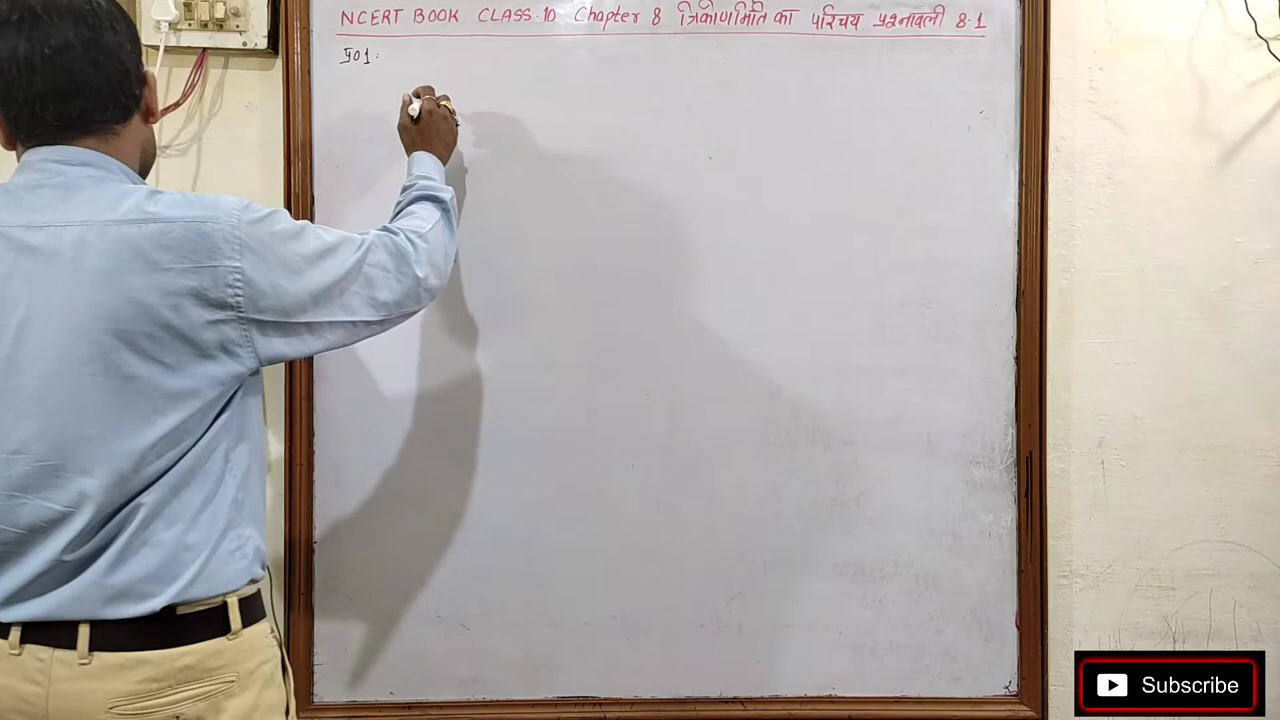 NCERT BOOK CLASS.10 Chapter 8 त्रिकोणमिति का परिचय प्रश्नावली 8.1
प्र01:
Subscribe